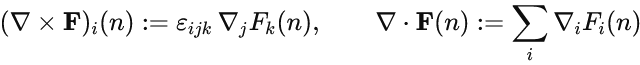 (∇ × F)ᵢ(n) := εᵢⱼₖ ∇ⱼFₖ(n),    ∇ · F(n) := ∑ᵢ ∇ᵢFᵢ(n)